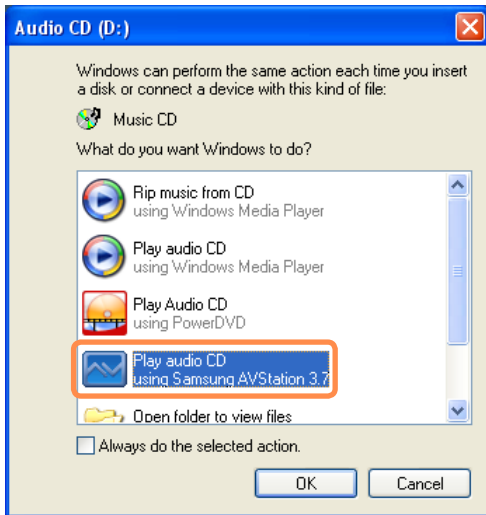 Audio CD (D:)
Windows can perform the same action each time you insert
a disk or connect a device with this kind of file:
Music CD
What do you want Windows to do?
Rip music from CD
using Windows Media Player
Play audio CD
using Windows Media Player
Play Audio CD
using PowerDVD
Play audio CD
using Samsung AVStation 3.7
Open folder to view files
Always do the selected action.
OK
Cancel